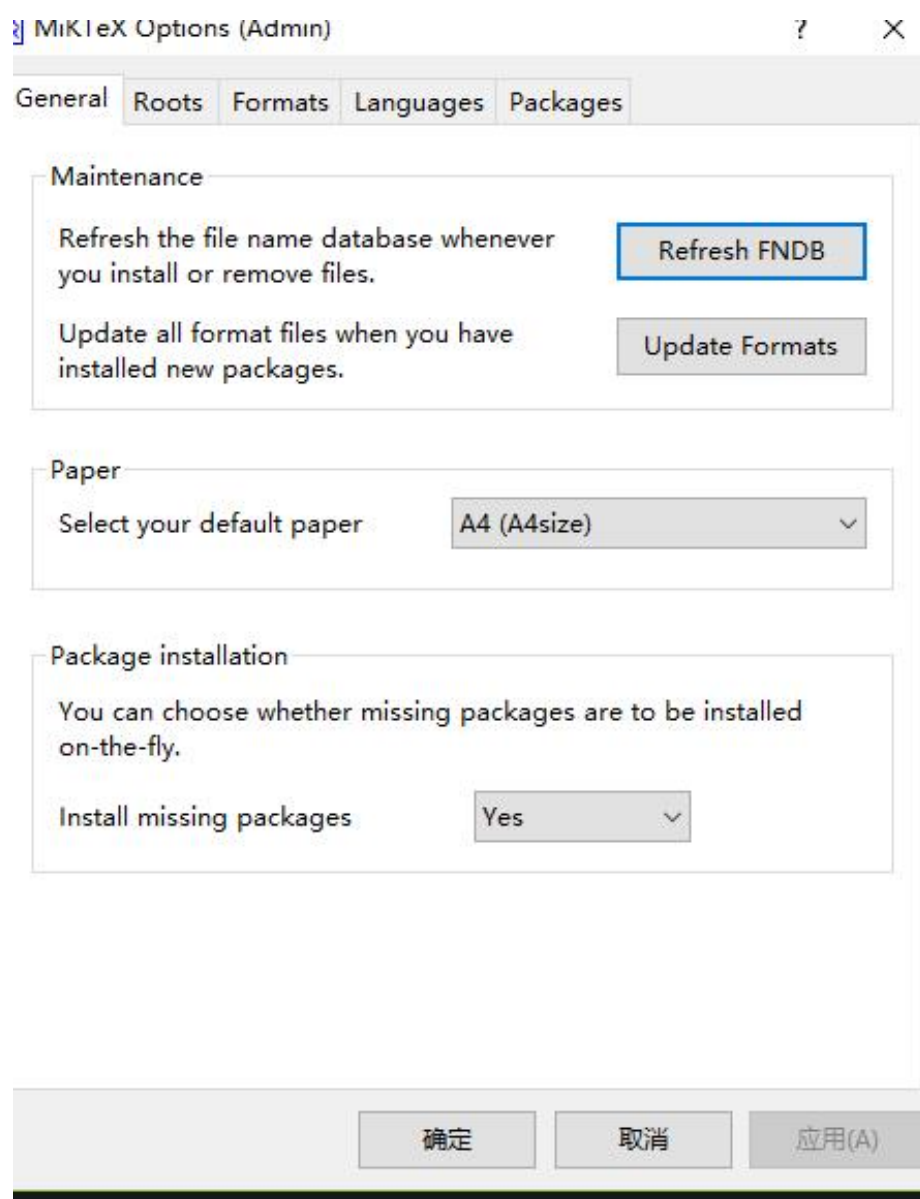 MiKTeX Options (Admin)
?
General Roots Formats Languages Packages
Maintenance
Refresh the file name database whenever
you install or remove files.
Refresh FNDB
Update all format files when you have
installed new packages.
Update Formats
Paper
Select your default paper
A4 (A4size)
Package installation
You can choose whether missing packages are to be installed
on-the-fly.
Install missing packages
Yes
确定
取消
应用(A)